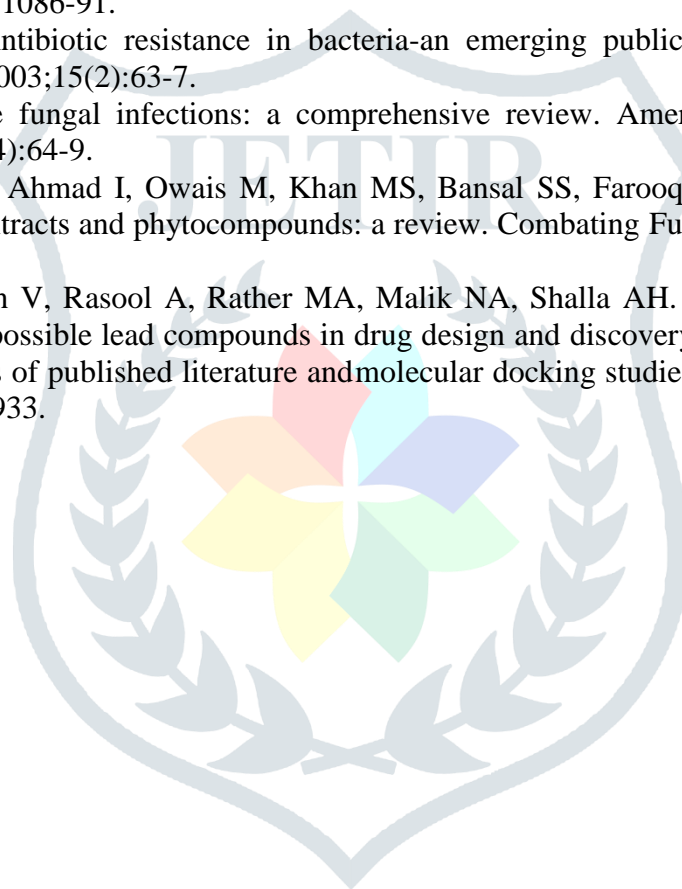 1086-91.
ntibiotic resistance in bacteria-an emerging public
003;15(2):63-7.
e fungal infections: a comprehensive review. Amer
4):64-9.
Ahmad I, Owais M, Khan MS, Bansal SS, Farooq
tracts and phytocompounds: a review. Combating Fu
n V, Rasool A, Rather MA, Malik NA, Shalla AH.
possible lead compounds in drug design and discovery
s of published literature andmolecular docking studie
933.
JETIR